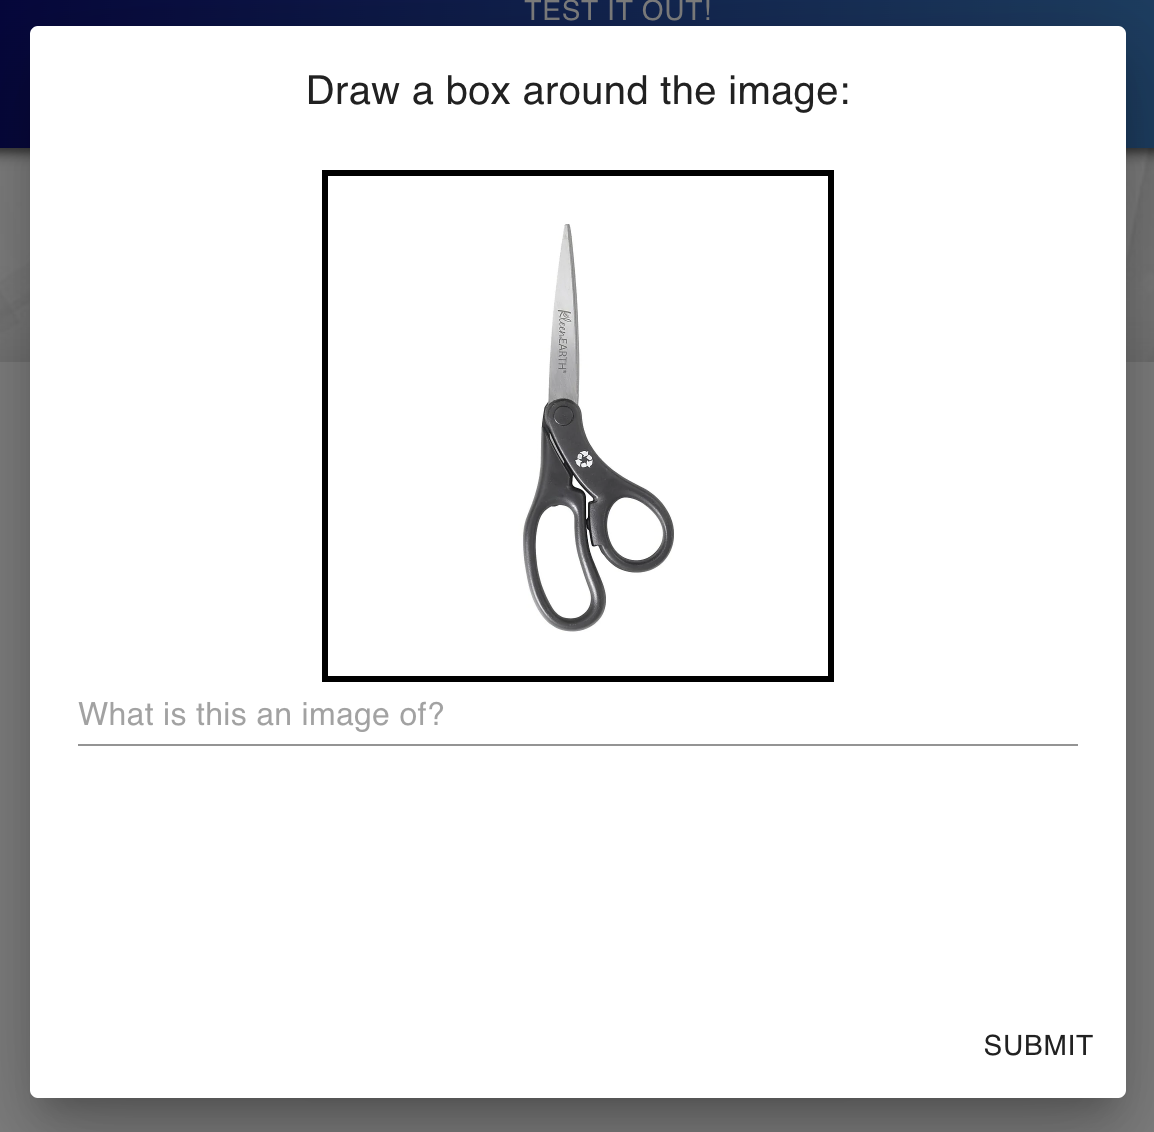 TEST IT OUT!
Draw a box around the image:
KleenEARTH®
What is this an image of?
SUBMIT